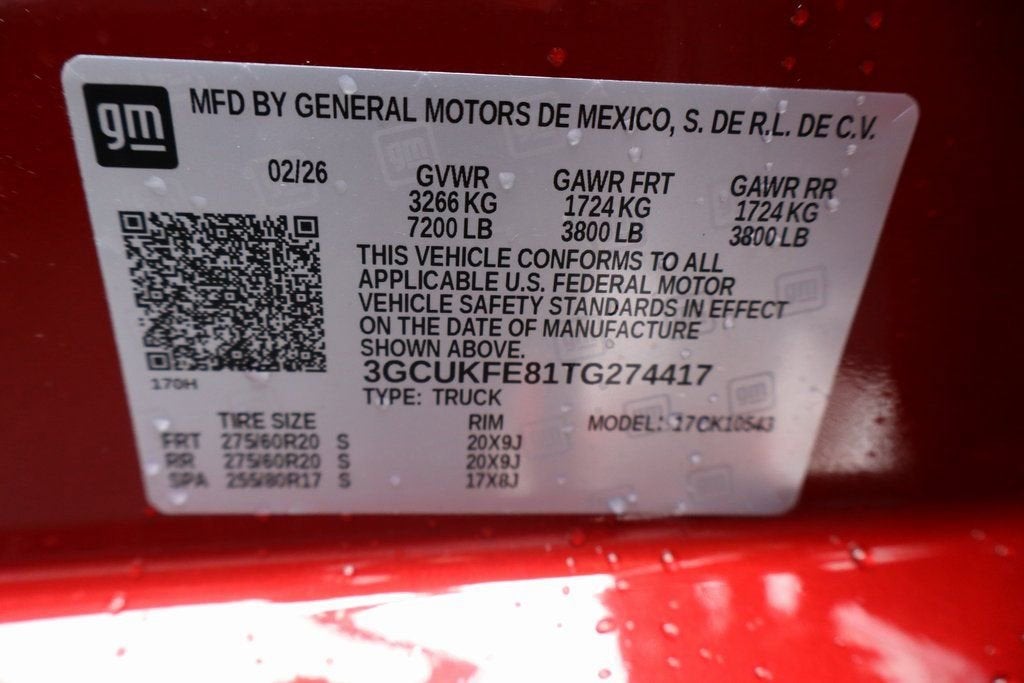 gm
MFD BY GENERAL MOTORS DE MEXICO, S. DE R.L. DE C.V.
02/26
GVWR GAWR FRT GAWR RR
3266 KG 1724 KG 1724 KG
7200 LB 3800 LB 3800 LB
THIS VEHICLE CONFORMS TO ALL
APPLICABLE U.S. FEDERAL MOTOR
VEHICLE SAFETY STANDARDS IN EFFECT
ON THE DATE OF MANUFACTURE
SHOWN ABOVE.
3GCUKFE81TG274417
170H
TYPE: TRUCK
TIRE SIZE RIM MODEL: 17CK10543
FRT 275/60R20 S 20X9J
RR 275/60R20 S 20X9J
SPA 255/80R17 S 17X8J